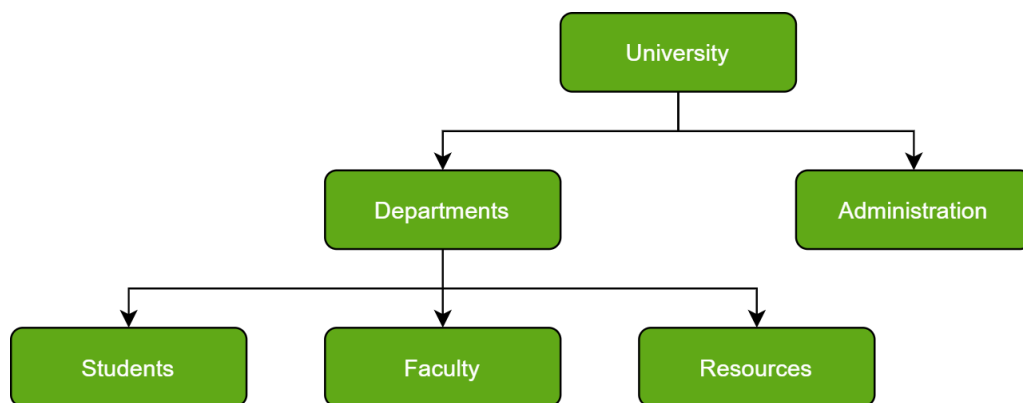 University
Departments
Administration
Students
Faculty
Resources